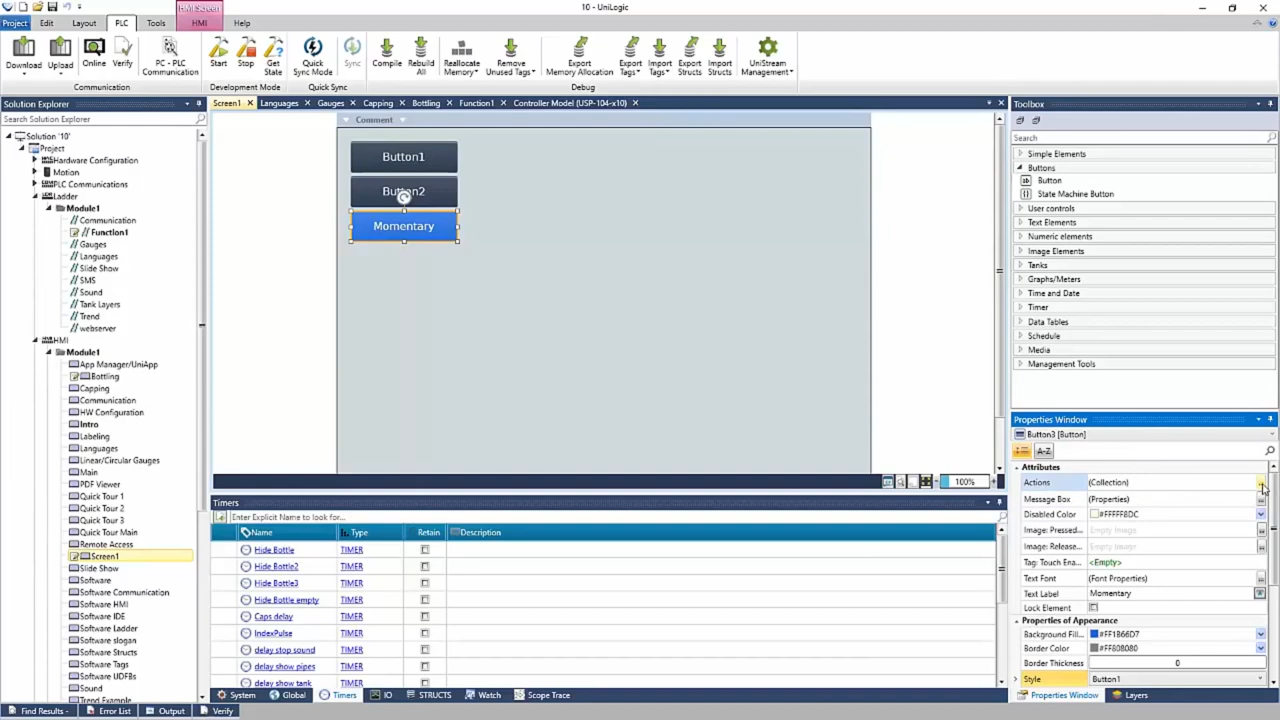 10 - UniLogic
HMI Screen
Project Edit Layout PLC Tools HMI Help
Download Upload Online Verify PC - PLC Communication Start Stop Get State Quick Sync Mode Sync Compile Rebuild All Reallocate Memory Remove Unused Tags Export Memory Allocation Export Tags Import Tags Export Structs Import Structs UniStream Management
Communication Development Mode Quick Sync Debug
Solution Explorer
Search Solution Explorer
Solution '10'
Project
Hardware Configuration
Motion
PLC Communications
Ladder
Module1
Communication
Function1
Gauges
Languages
Slide Show
SMS
Sound
Tank Layers
Trend
webserver
HMI
Module1
App Manager/UniApp
Bottling
Capping
Communication
HW Configuration
Intro
Labeling
Languages
Linear/Circular Gauges
Main
PDF Viewer
Quick Tour 1
Quick Tour 2
Quick Tour 3
Quick Tour Main
Remote Access
Screen1
Slide Show
Software
Software Communication
Software HMI
Software IDE
Software Ladder
Software slogan
Software Structs
Software Tags
Software UDFBs
Sound
Trend Example
Screen1 Languages Gauges Capping Bottling Function1 Controller Model (USP-104-x10)
Comment
Button1
Button2
Momentary
100%
Timers
Enter Explicit Name to look for...
Name Type Retain Description
Hide Bottle TIMER
Hide Bottle2 TIMER
Hide Bottle3 TIMER
Hide Bottle empty TIMER
Caps delay TIMER
IndexPulse TIMER
delay stop sound TIMER
delay show pipes TIMER
delay show tank TIMER
System Global Timers IO STRUCTS Watch Scope Trace
Toolbox
Search
Simple Elements
Buttons
Button
State Machine Button
User controls
Text Elements
Numeric elements
Image Elements
Tanks
Graphs/Meters
Time and Date
Timer
Data Tables
Schedule
Media
Management Tools
Properties Window
Button3 [Button]
A-Z
Attributes
Actions (Collection)
Message Box (Properties)
Disabled Color #FFFFF8DC
Image: Pressed... Empty Image
Image: Release... Empty Image
Tag: Touch Ena... <Empty>
Text Font (Font Properties)
Text Label Momentary
Lock Element
Properties of Appearance
Background Fill... #FF1B66D7
Border Color #FF808080
Border Thickness 0
Style Button1
Properties Window Layers
Find Results - Error List Output Verify